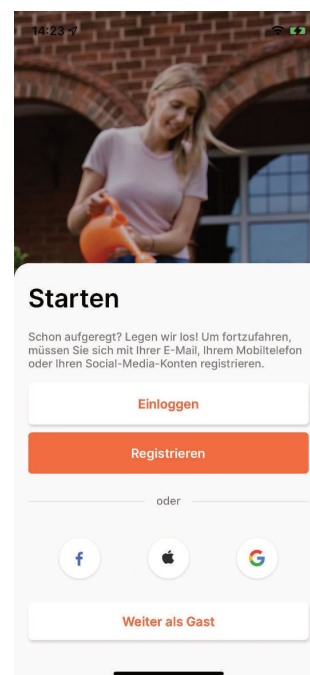 14:23
Starten
Schon aufgeregt? Legen wir los! Um fortzufahren,
müssen Sie sich mit Ihrer E-Mail, Ihrem Mobiltelefon
oder Ihren Social-Media-Konten registrieren.
Einloggen
Registrieren
oder
Weiter als Gast